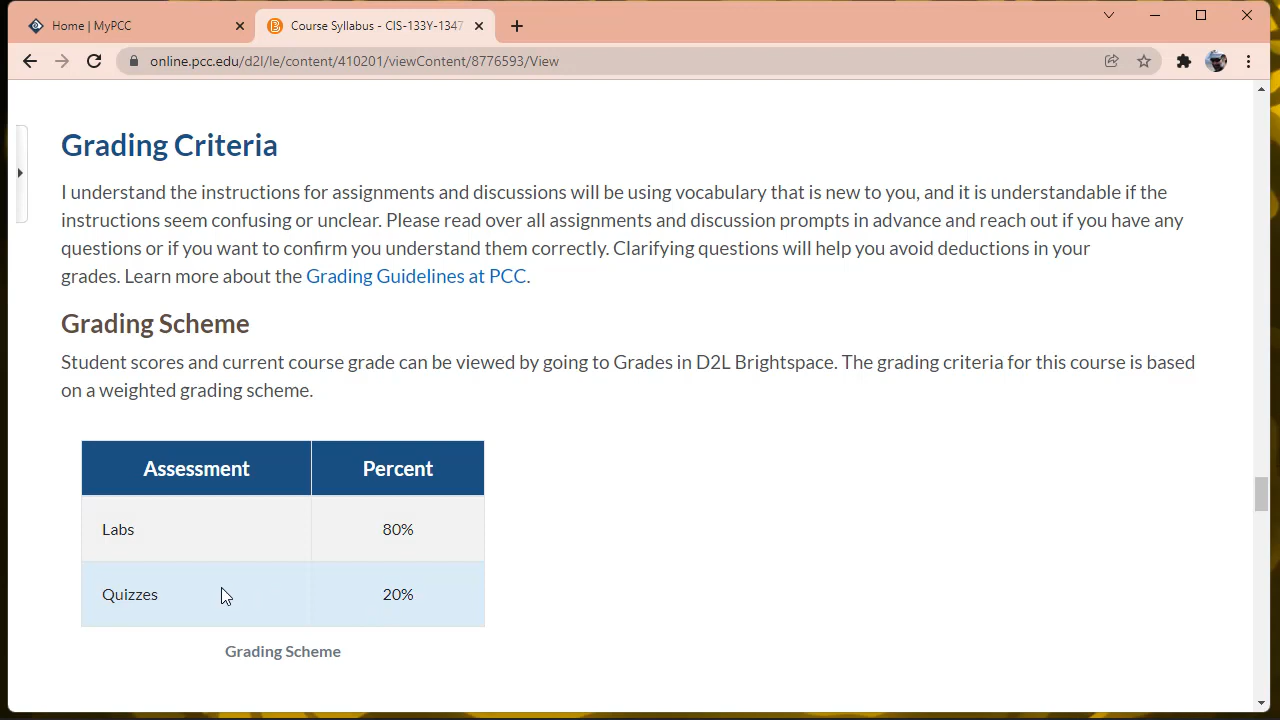 Home | MyPCC
Course Syllabus - CIS-133Y-1347
online.pcc.edu/d2l/le/content/410201/viewContent/8776593/View
Grading Criteria
I understand the instructions for assignments and discussions will be using vocabulary that is new to you, and it is understandable if the
instructions seem confusing or unclear. Please read over all assignments and discussion prompts in advance and reach out if you have any
questions or if you want to confirm you understand them correctly. Clarifying questions will help you avoid deductions in your
grades. Learn more about the Grading Guidelines at PCC.
Grading Scheme
Student scores and current course grade can be viewed by going to Grades in D2L Brightspace. The grading criteria for this course is based
on a weighted grading scheme.
Assessment Percent
Labs 80%
Quizzes 20%
Grading Scheme